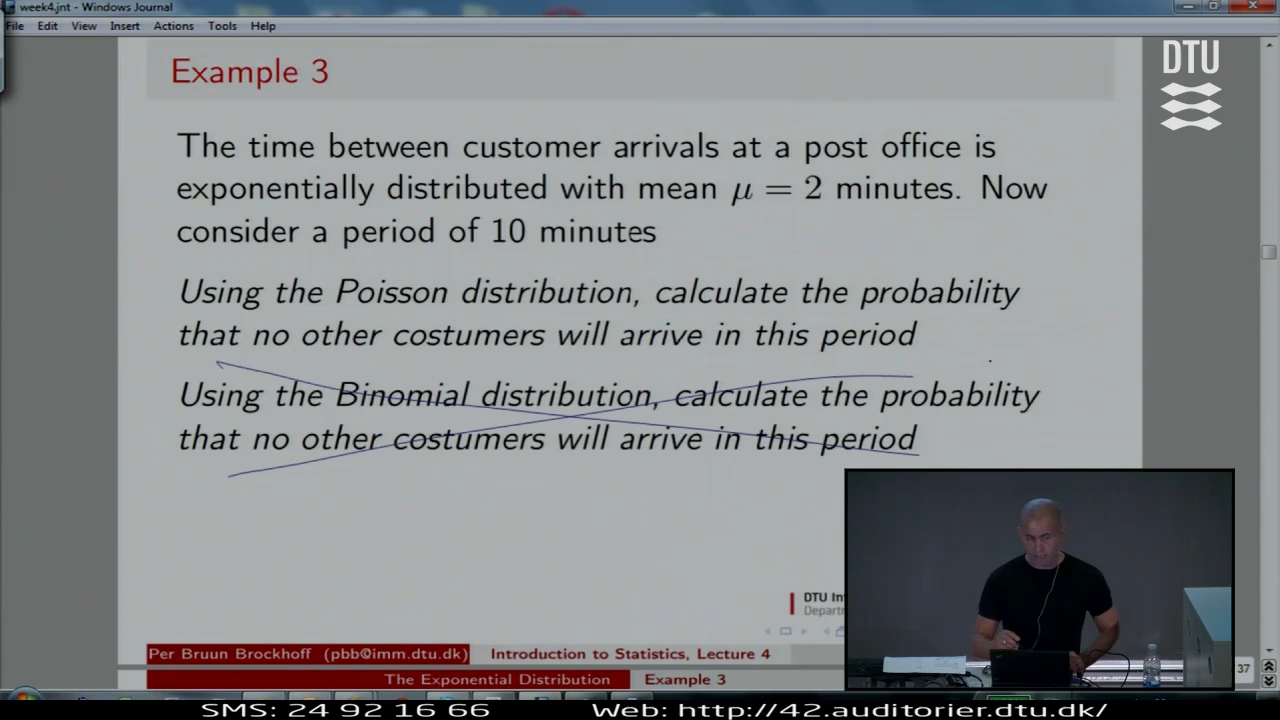 week4.jnt - Windows Journal
File Edit View Insert Actions Tools Help
DTU
Example 3
The time between customer arrivals at a post office is
exponentially distributed with mean μ = 2 minutes. Now
consider a period of 10 minutes
Using the Poisson distribution, calculate the probability
that no other costumers will arrive in this period
Using the Binomial distribution, calculate the probability
that no other costumers will arrive in this period
DTU In
Departr
Per Bruun Brockhoff (pbb@imm.dtu.dk) Introduction to Statistics, Lecture 4
37
The Exponential Distribution Example 3
SMS: 24 92 16 66 Web: http://42.auditorier.dtu.dk/